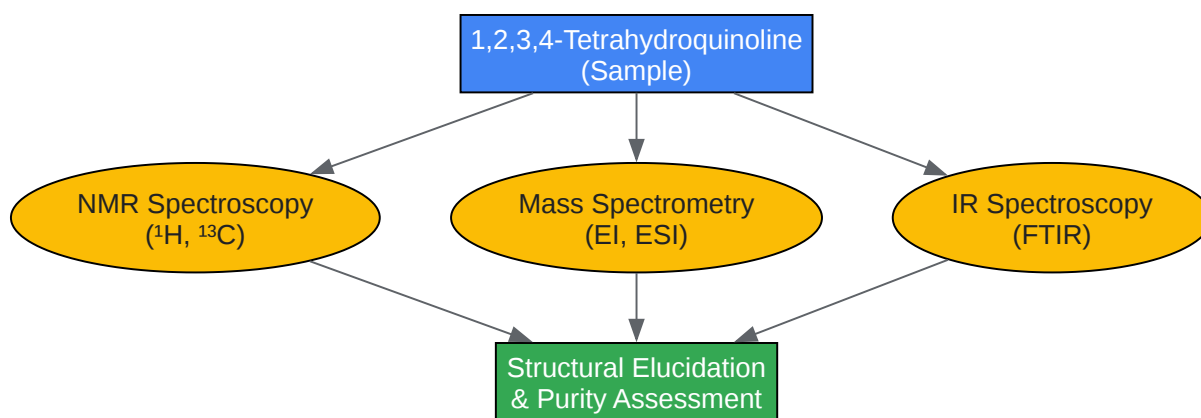 1,2,3,4-Tetrahydroquinoline
(Sample)
NMR Spectroscopy
(¹H, ¹³C)
Mass Spectrometry
(EI, ESI)
IR Spectroscopy
(FTIR)
Structural Elucidation
& Purity Assessment